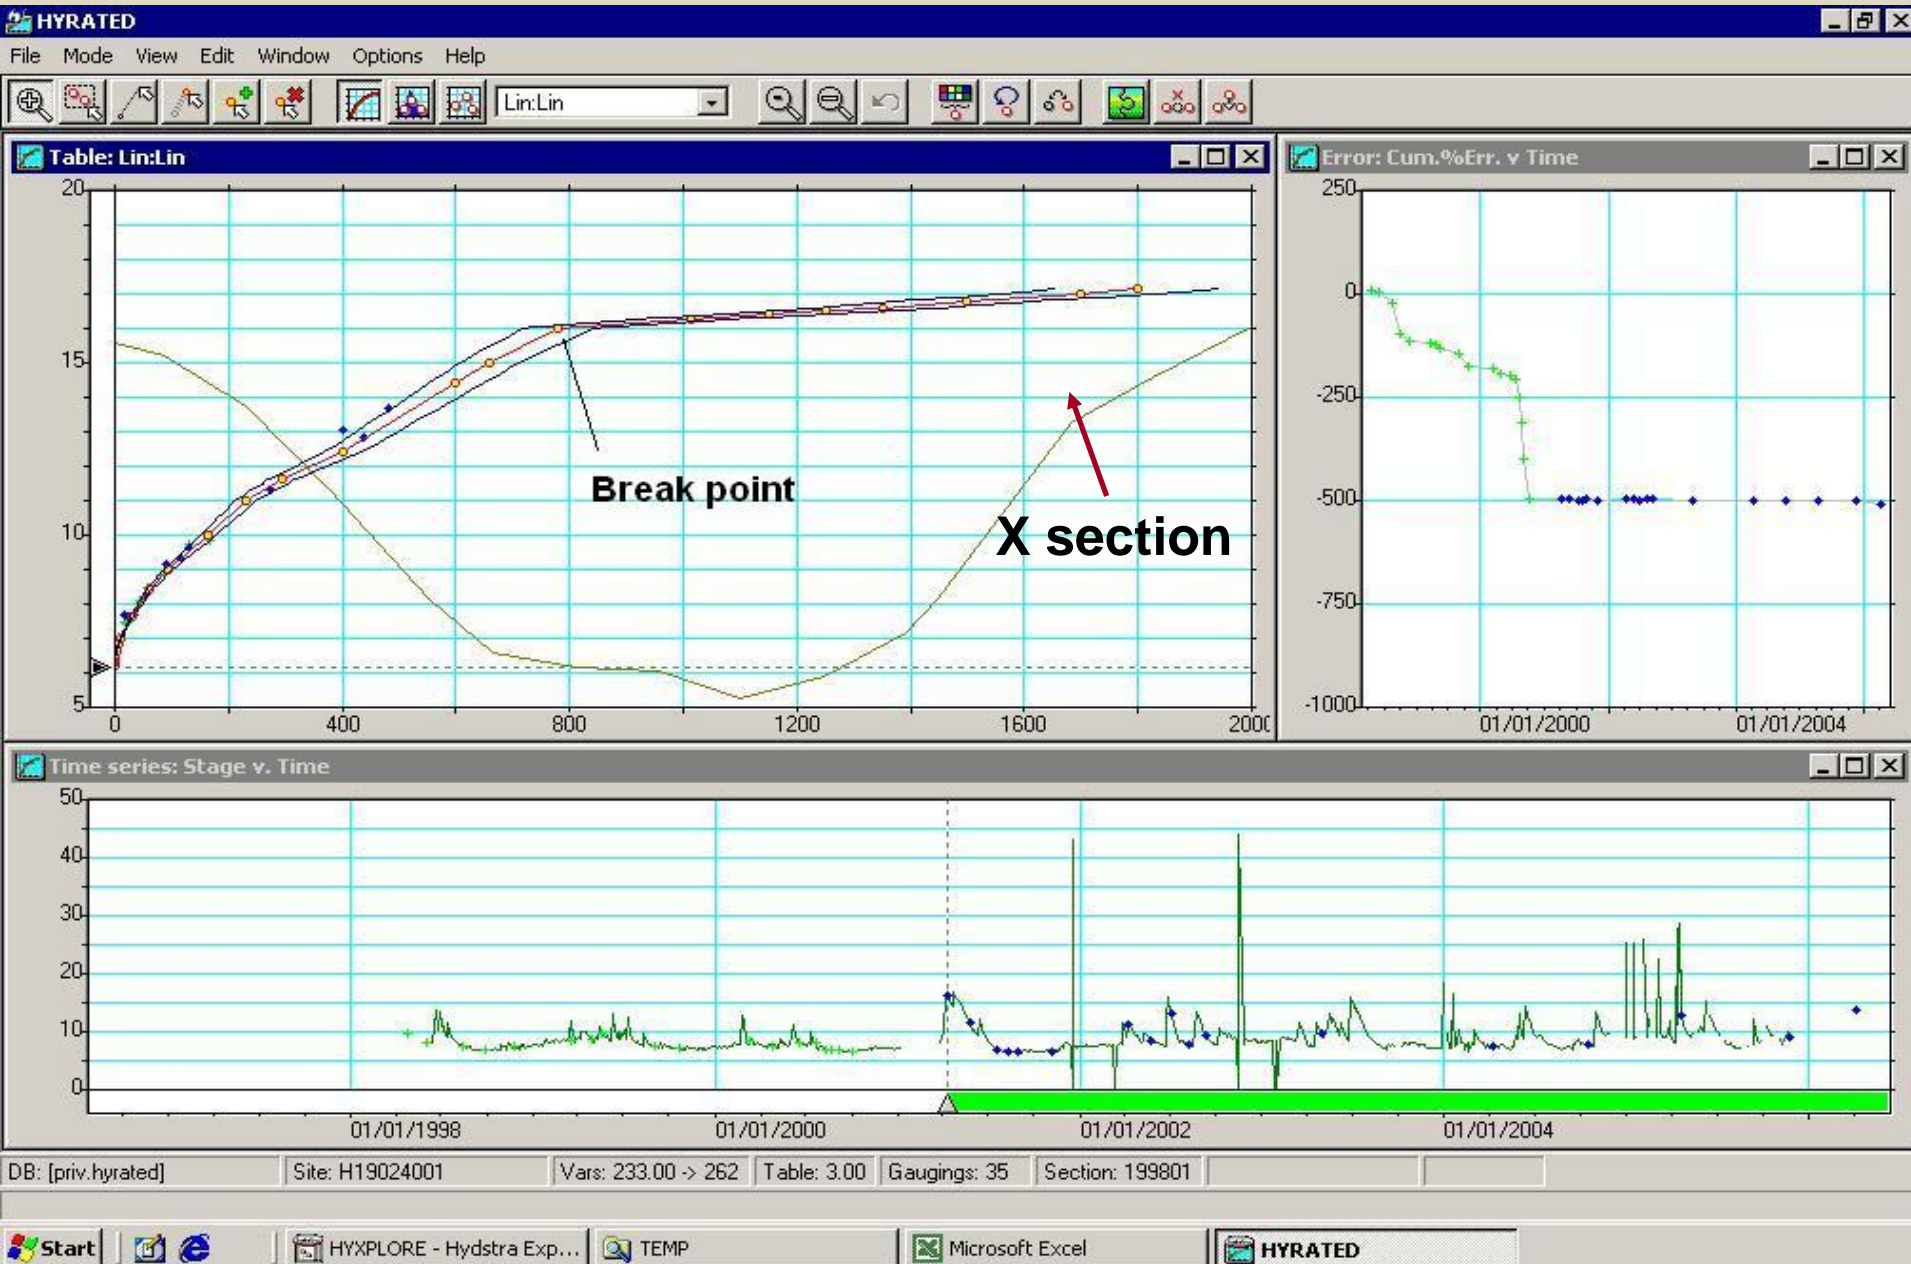 HYRATED
File Mode View Edit Window Options Help
Lin:Lin
Table: Lin:Lin
20
15
10
5
0 400 800 1200 1600 2000
Break point
X section
Error: Cum.%Err. v Time
250
0
-250
-500
-750
-1000
01/01/2000 01/01/2004
Time series: Stage v. Time
50
40
30
20
10
0
01/01/1998 01/01/2000 01/01/2002 01/01/2004
DB: [priv.hyrated] Site: H19024001 Vars: 233.00 -> 262 Table: 3.00 Gaugings: 35 Section: 199801
Start HYXPLORE - Hydstra Exp... TEMP Microsoft Excel HYRATED